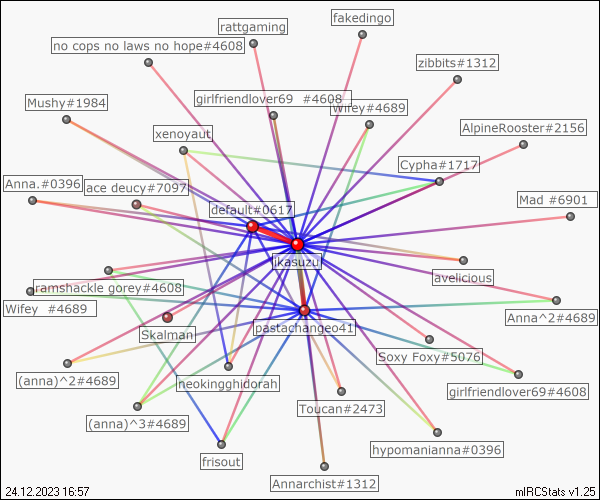 fakedingo
rattgaming
no cops no laws no hope#4608
zibbits#1312
girlfriendlover69 #4608
Mushy#1984
Wifey#4689
AlpineRooster#2156
xenoyaut
Cypha#1717
Anna.#0396
ace deucy#7097
Mad #6901
default#0617
ikasuzu
avelicious
ramshackle gorey#4608
Wifey #4689
Anna^2#4689
Skalman
pastachangeo41
Soxy Foxy#5076
(anna)^2#4689
neokingghidorah
girlfriendlover69#4608
Toucan#2473
(anna)^3#4689
hypomanianna#0396
frisout
Annarchist#1312
24.12.2023 16:57
mIRCStats v1.25